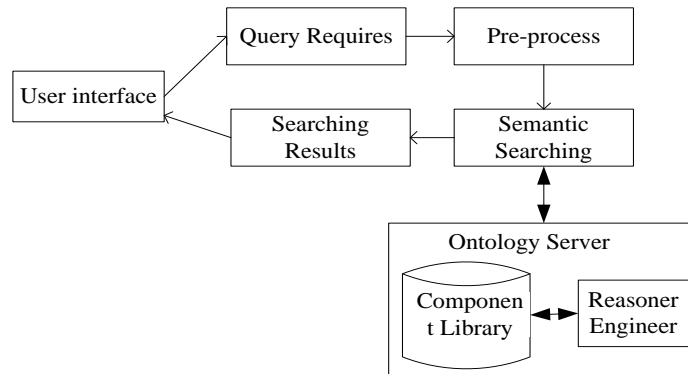 Query Requires
Pre-process
User interface
Searching
Results
Semantic
Searching
Ontology Server
Componen
t Library
Reasoner
Engineer